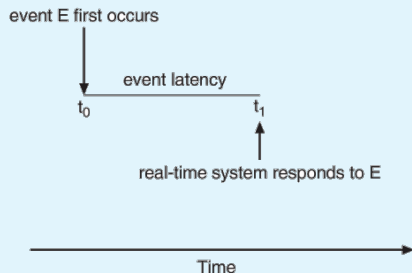 event E first occurs
event latency
t₀
t₁
real-time system responds to E
Time